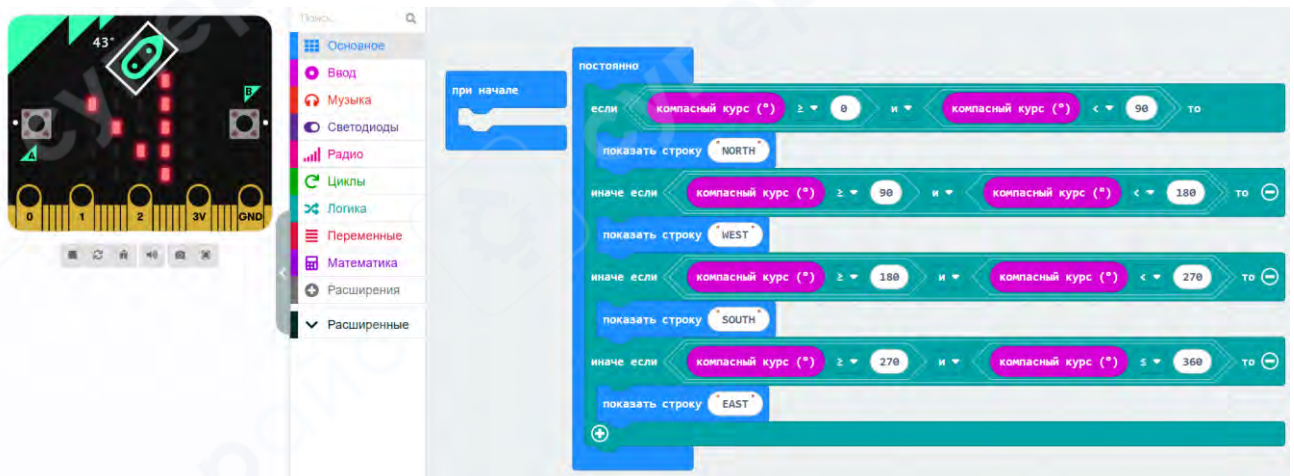 43°
A
B
0 1 2 3V GND
Поиск...
Основное
Ввод
Музыка
Светодиоды
Радио
Циклы
Логика
Переменные
Математика
Расширения
Расширенные
при начале
постоянно
если компасный курс (°) ≥ 0 и компасный курс (°) < 90 то
показать строку "NORTH"
иначе если компасный курс (°) ≥ 90 и компасный курс (°) < 180 то
показать строку "WEST"
иначе если компасный курс (°) ≥ 180 и компасный курс (°) < 270 то
показать строку "SOUTH"
иначе если компасный курс (°) ≥ 270 и компасный курс (°) ≤ 360 то
показать строку "EAST"